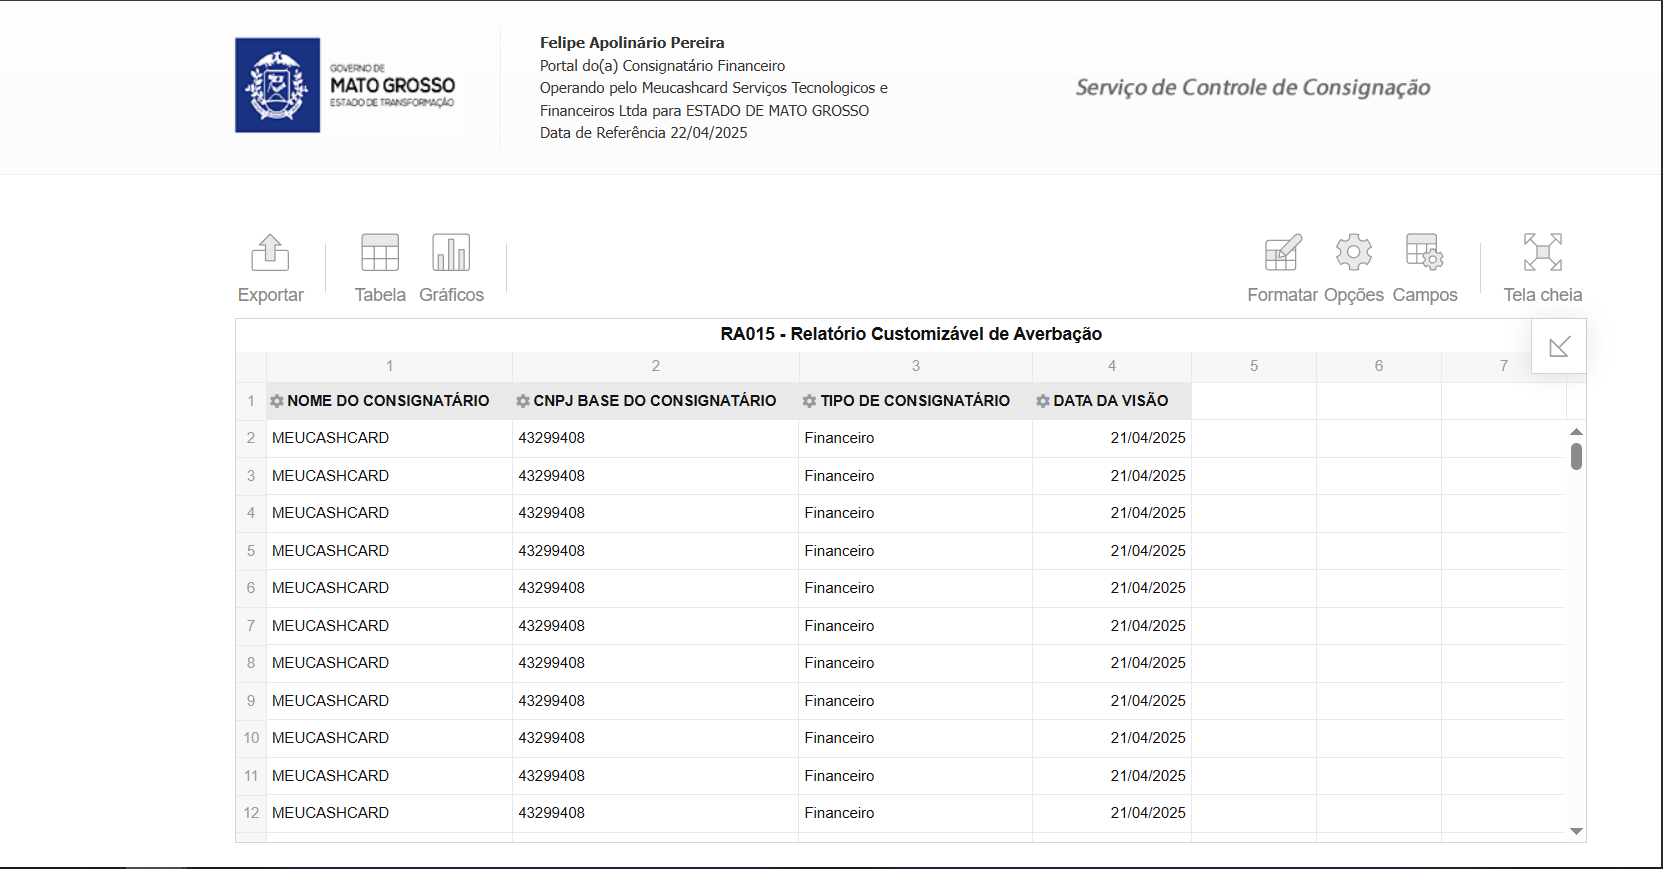 GOVERNO DE
MATO GROSSO
ESTADO DE TRANSFORMAÇÃO
Felipe Apolinário Pereira
Portal do(a) Consignatário Financeiro
Operando pelo Meucashcard Serviços Tecnologicos e
Financeiros Ltda para ESTADO DE MATO GROSSO
Data de Referência 22/04/2025
Serviço de Controle de Consignação
Exportar Tabela Gráficos Formatar Opções Campos Tela cheia
RA015 - Relatório Customizável de Averbação
1 2 3 4 5 6 7
1 NOME DO CONSIGNATÁRIO CNPJ BASE DO CONSIGNATÁRIO TIPO DE CONSIGNATÁRIO DATA DA VISÃO
2 MEUCASHCARD 43299408 Financeiro 21/04/2025
3 MEUCASHCARD 43299408 Financeiro 21/04/2025
4 MEUCASHCARD 43299408 Financeiro 21/04/2025
5 MEUCASHCARD 43299408 Financeiro 21/04/2025
6 MEUCASHCARD 43299408 Financeiro 21/04/2025
7 MEUCASHCARD 43299408 Financeiro 21/04/2025
8 MEUCASHCARD 43299408 Financeiro 21/04/2025
9 MEUCASHCARD 43299408 Financeiro 21/04/2025
10 MEUCASHCARD 43299408 Financeiro 21/04/2025
11 MEUCASHCARD 43299408 Financeiro 21/04/2025
12 MEUCASHCARD 43299408 Financeiro 21/04/2025